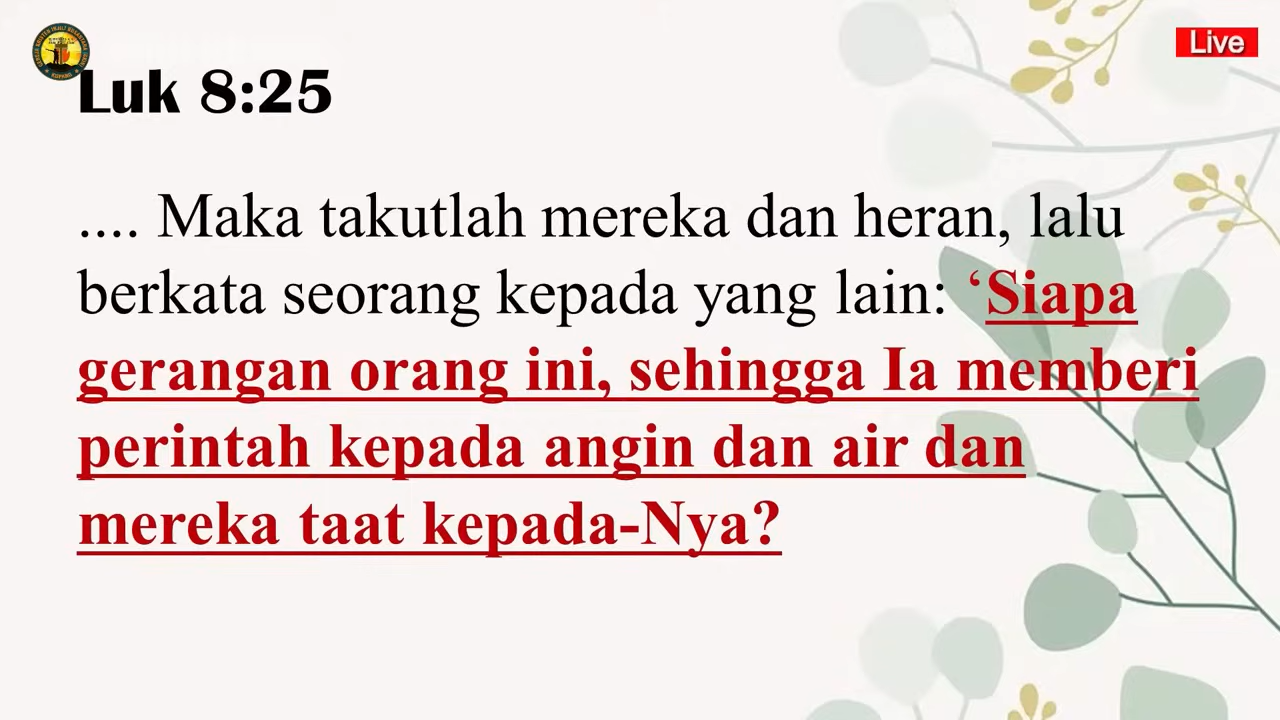 Live
Luk 8:25
.... Maka takutlah mereka dan heran, lalu
berkata seorang kepada yang lain: ‘Siapa
gerangan orang ini, sehingga Ia memberi
perintah kepada angin dan air dan
mereka taat kepada-Nya?